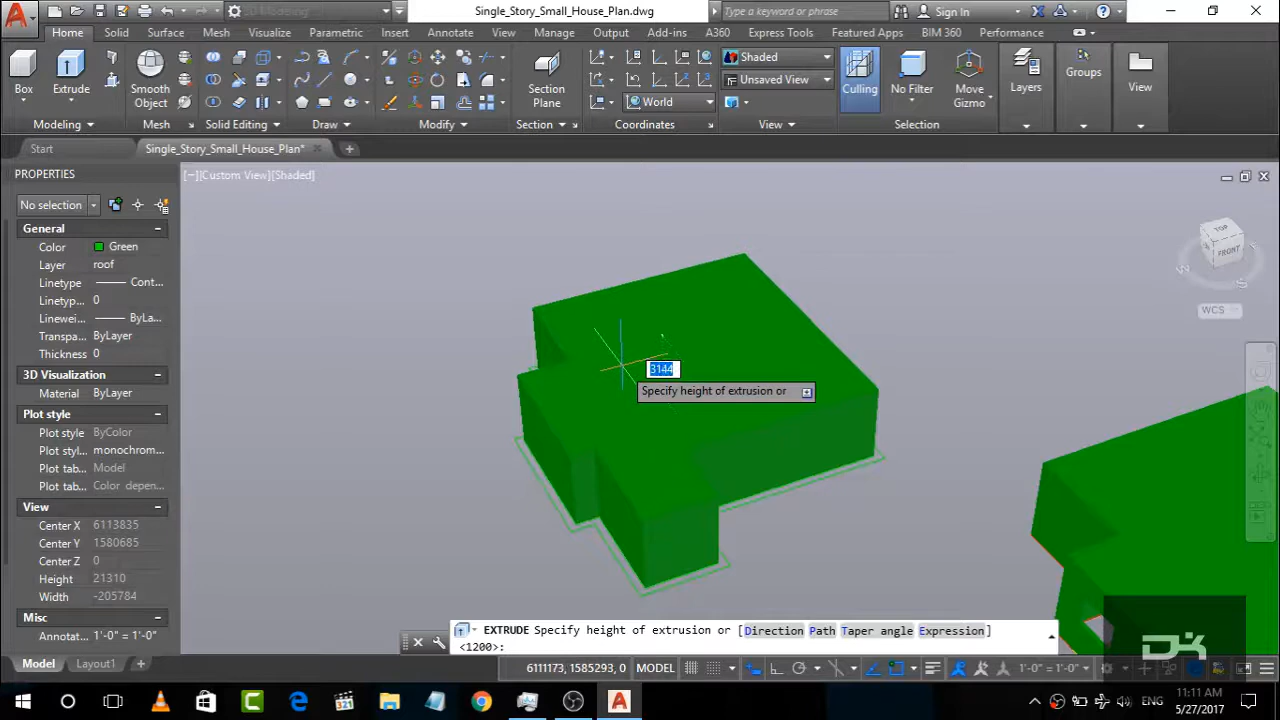 3D Modeling
Single_Story_Small_House_Plan.dwg
Type a keyword or phrase
Sign In
Home
Solid
Surface
Mesh
Visualize
Parametric
Insert
Annotate
View
Manage
Output
Add-ins
A360
Express Tools
Featured Apps
BIM 360
Performance
Box
Extrude
Smooth
Object
Section
Plane
Shaded
Unsaved View
World
Culling
No Filter
Move
Gizmo
Layers
Groups
View
Modeling
Mesh
Solid Editing
Draw
Modify
Section
Coordinates
View
Selection
Start
Single_Story_Small_House_Plan*
PROPERTIES
[−][Custom View][Shaded]
No selection
General
Color Green
Layer roof
Linetype Cont...
Linetyp... 0
Linewei... ByLa...
Transpa... ByLayer
Thickness 0
3D Visualization
Material ByLayer
Plot style
Plot style ByColor
Plot styl... monochrom...
Plot tab... Model
Plot tab... Color depen...
View
Center X 6113835
Center Y 1580685
Center Z 0
Height 21310
Width -205784
Misc
Annotat... 1'-0" = 1'-0"
TOP
FRONT
W
S
WCS
3144
Specify height of extrusion or
EXTRUDE Specify height of extrusion or [Direction Path Taper angle Expression]
<1200>:
DK
Model
Layout1
6111173, 1585293, 0
MODEL
1'-0" = 1'-0"
321
ENG
11:11 AM
5/27/2017